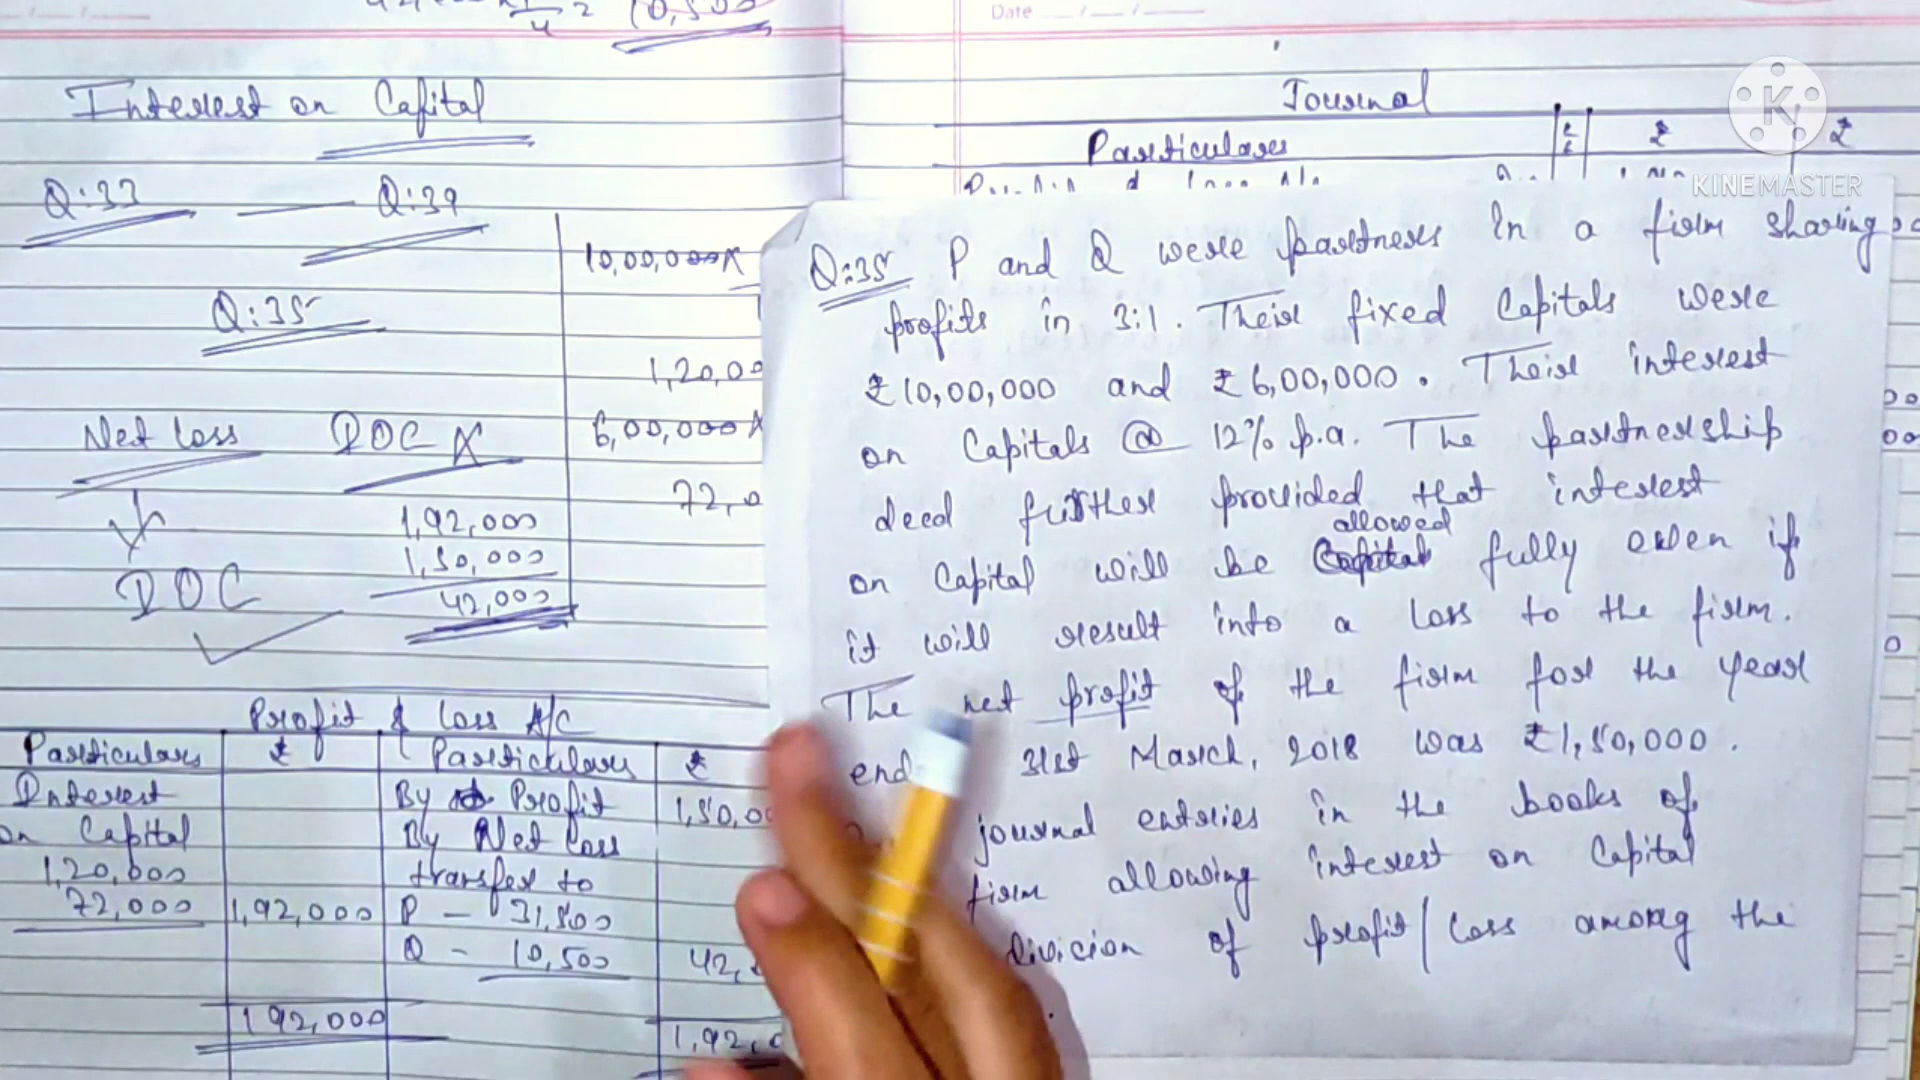 10,500
Interest on Capital
Q:33 — Q:39
Q:35
10,00,000X
1,20,00
6,00,000X
72,0
Net loss IOC X
IOC
1,92,000
1,50,000
42,000
Profit & Loss A/C
Particulars ₹ Particulars ₹
Interest By Profit 1,50,00
on Capital By Net loss
1,20,000 transfer to
72,000 1,92,000 P - 31,500
Q - 10,500 42,
192,000 1,92,
Date
Journal
Particulars ₹ ₹
KINEMASTER
Q:35 P and Q were partners in a firm sharing
profits in 3:1. Their fixed Capitals were
₹10,00,000 and ₹6,00,000. Their interest
on Capitals @ 12% p.a. The partnership
deed further provided that interest
on Capital will be allowed fully even if
it will result into a loss to the firm.
The net profit of the firm for the year
end 31st March, 2018 was ₹1,50,000.
journal entries in the books of
firm allowing interest on Capital
division of profit/loss among the